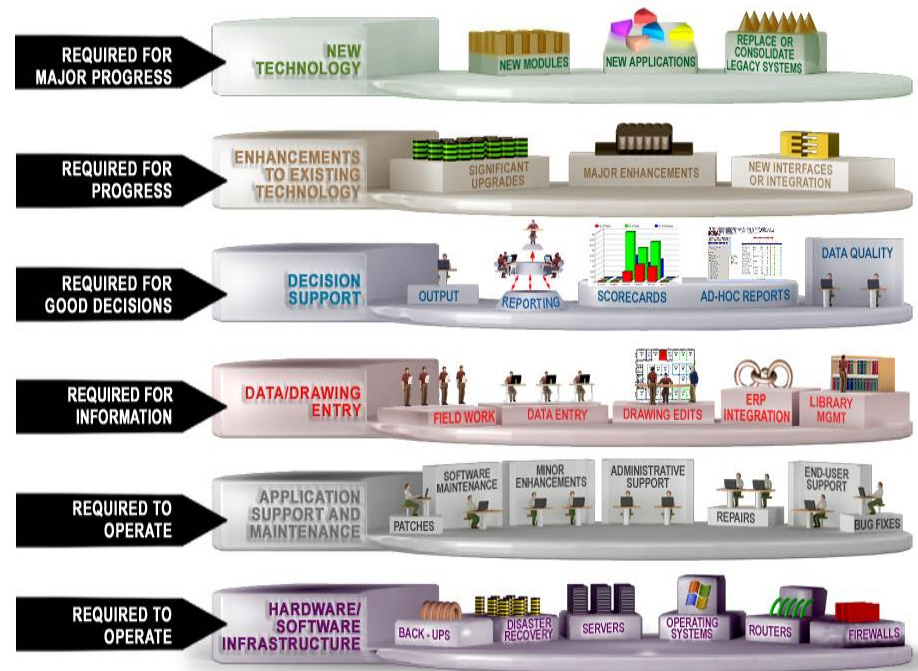 REQUIRED FOR
MAJOR PROGRESS
NEW
TECHNOLOGY
NEW MODULES
NEW APPLICATIONS
REPLACE OR
CONSOLIDATE
LEGACY SYSTEMS
REQUIRED FOR
PROGRESS
ENHANCEMENTS
TO EXISTING
TECHNOLOGY
SIGNIFICANT
UPGRADES
MAJOR ENHANCEMENTS
NEW INTERFACES
OR INTEGRATION
REQUIRED FOR
GOOD DECISIONS
DECISION
SUPPORT
OUTPUT
REPORTING
SCORECARDS
AD-HOC REPORTS
DATA QUALITY
REQUIRED FOR
INFORMATION
DATA/DRAWING
ENTRY
FIELD WORK
DATA ENTRY
DRAWING EDITS
ERP
INTEGRATION
LIBRARY
MGMT
REQUIRED TO
OPERATE
APPLICATION
SUPPORT AND
MAINTENANCE
PATCHES
SOFTWARE
MAINTENANCE
MINOR
ENHANCEMENTS
ADMINISTRATIVE
SUPPORT
REPAIRS
END-USER
SUPPORT
BUG FIXES
REQUIRED TO
OPERATE
HARDWARE/
SOFTWARE
INFRASTRUCTURE
BACK - UPS
DISASTER
RECOVERY
SERVERS
OPERATING
SYSTEMS
ROUTERS
FIREWALLS